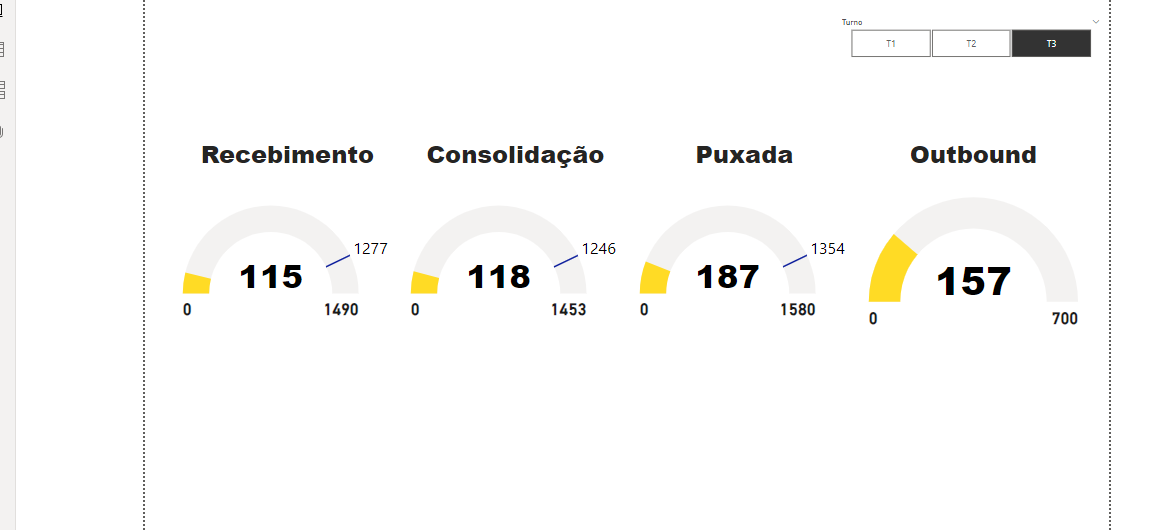 Turno
T1 T2 T3
Recebimento Consolidação Puxada Outbound
1277 1246 1354
115 118 187 157
0 1490 0 1453 0 1580 0 700